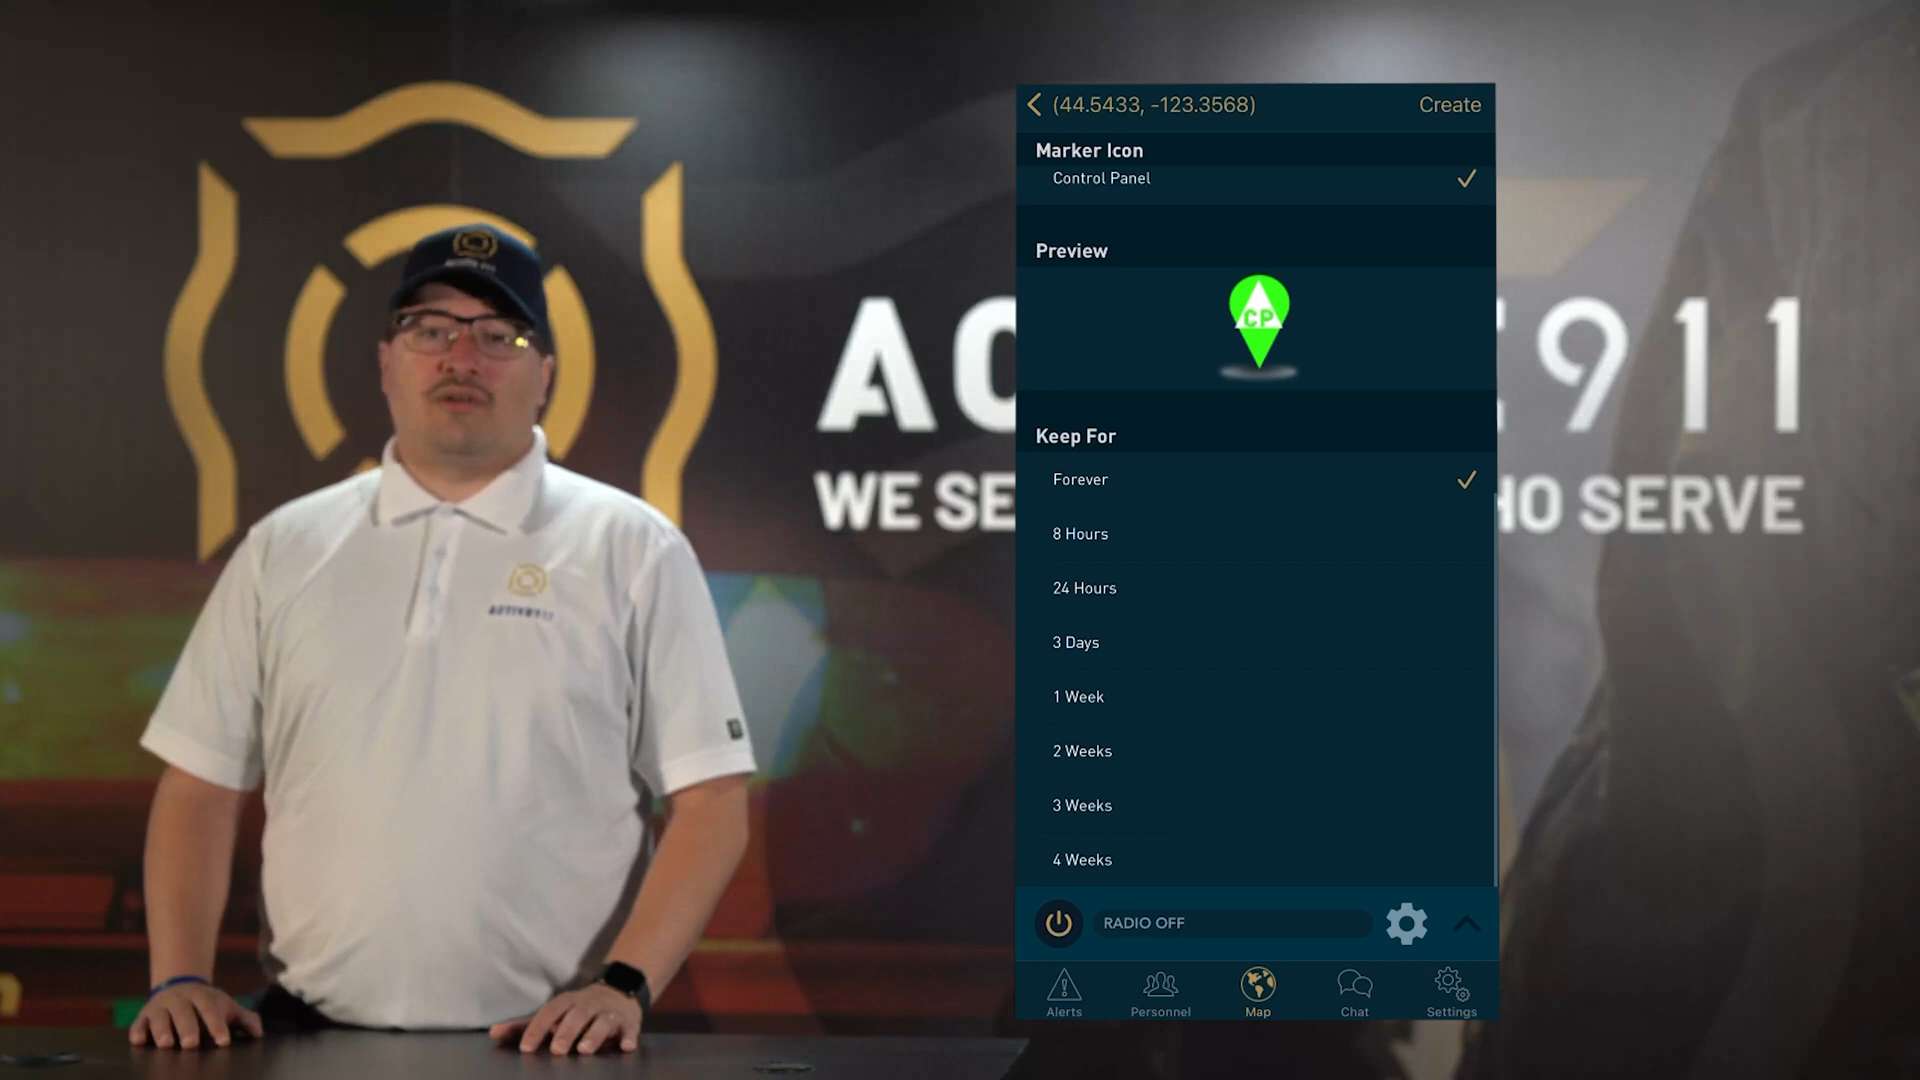 (44.5433, -123.3568) Create
Marker Icon
Control Panel
Preview
CP
Keep For
Forever
8 Hours
24 Hours
3 Days
1 Week
2 Weeks
3 Weeks
4 Weeks
RADIO OFF
Alerts Personnel Map Chat Settings
911
WE SE
HO SERVE
ACTIVE911